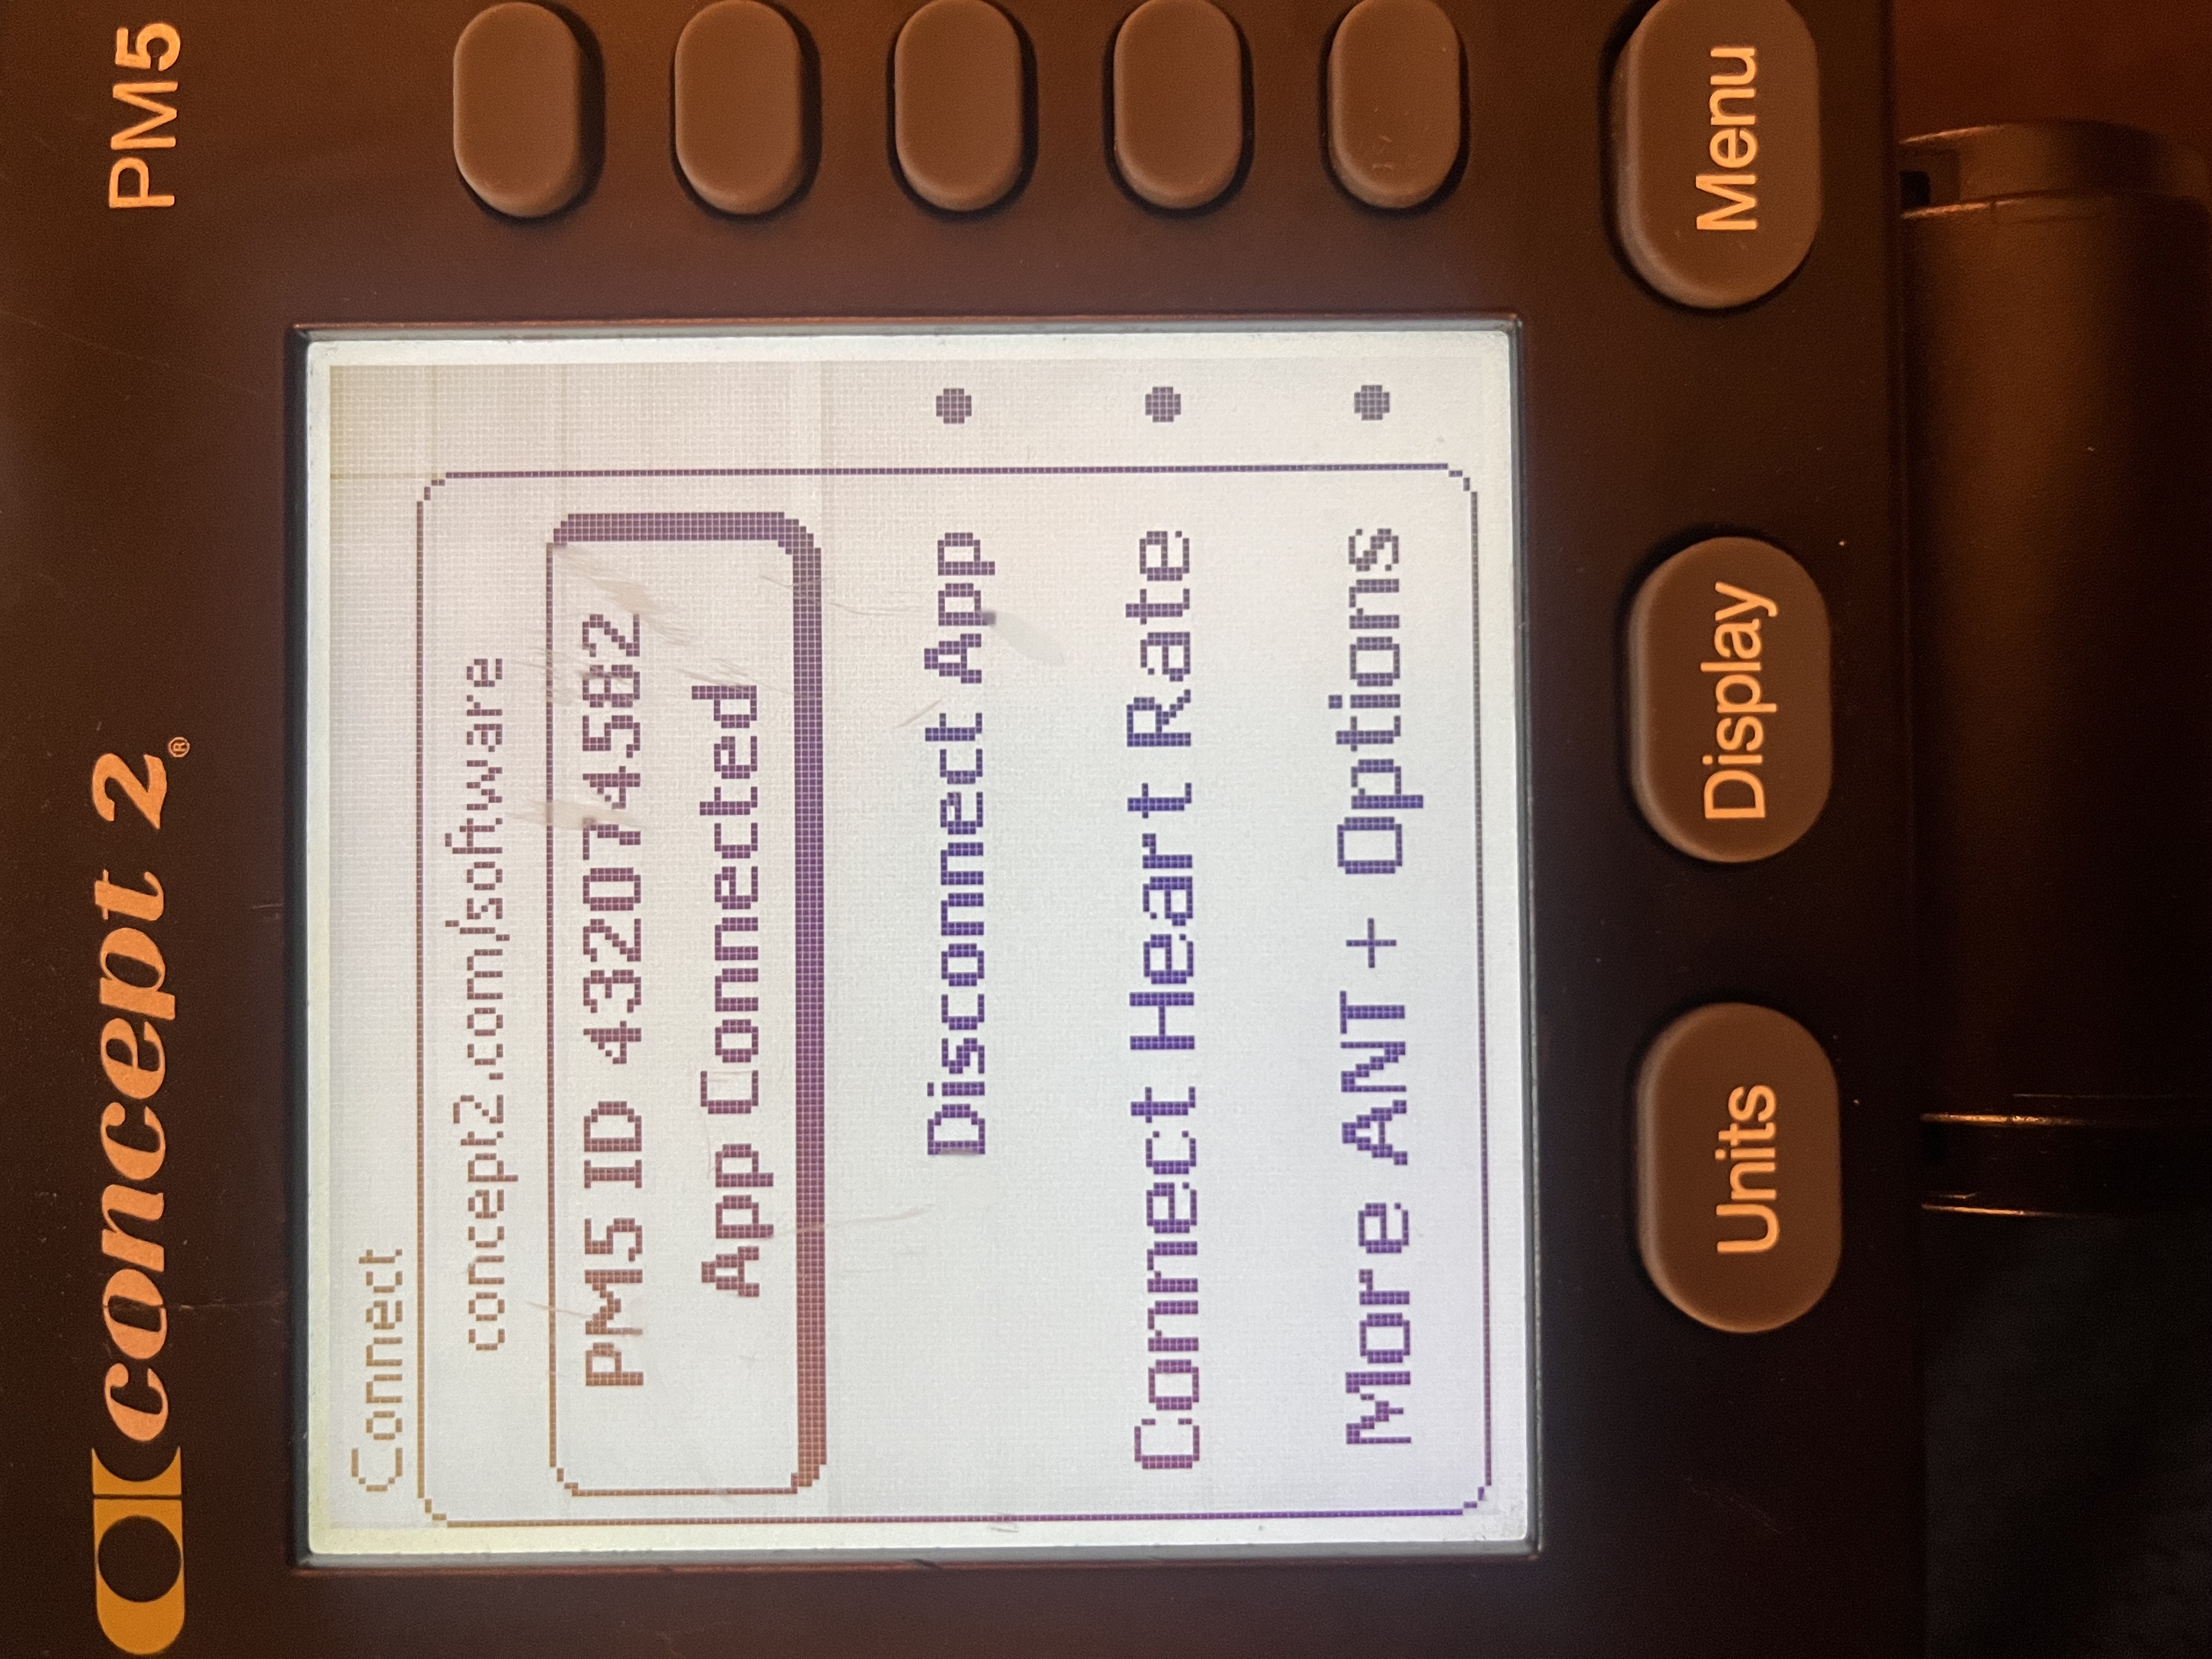 concept 2®
PM5
Connect
concept2.com/software
PM5 ID 432074582
App Connected
Disconnect App
Connect Heart Rate
More ANT+ Options
Units
Display
Menu